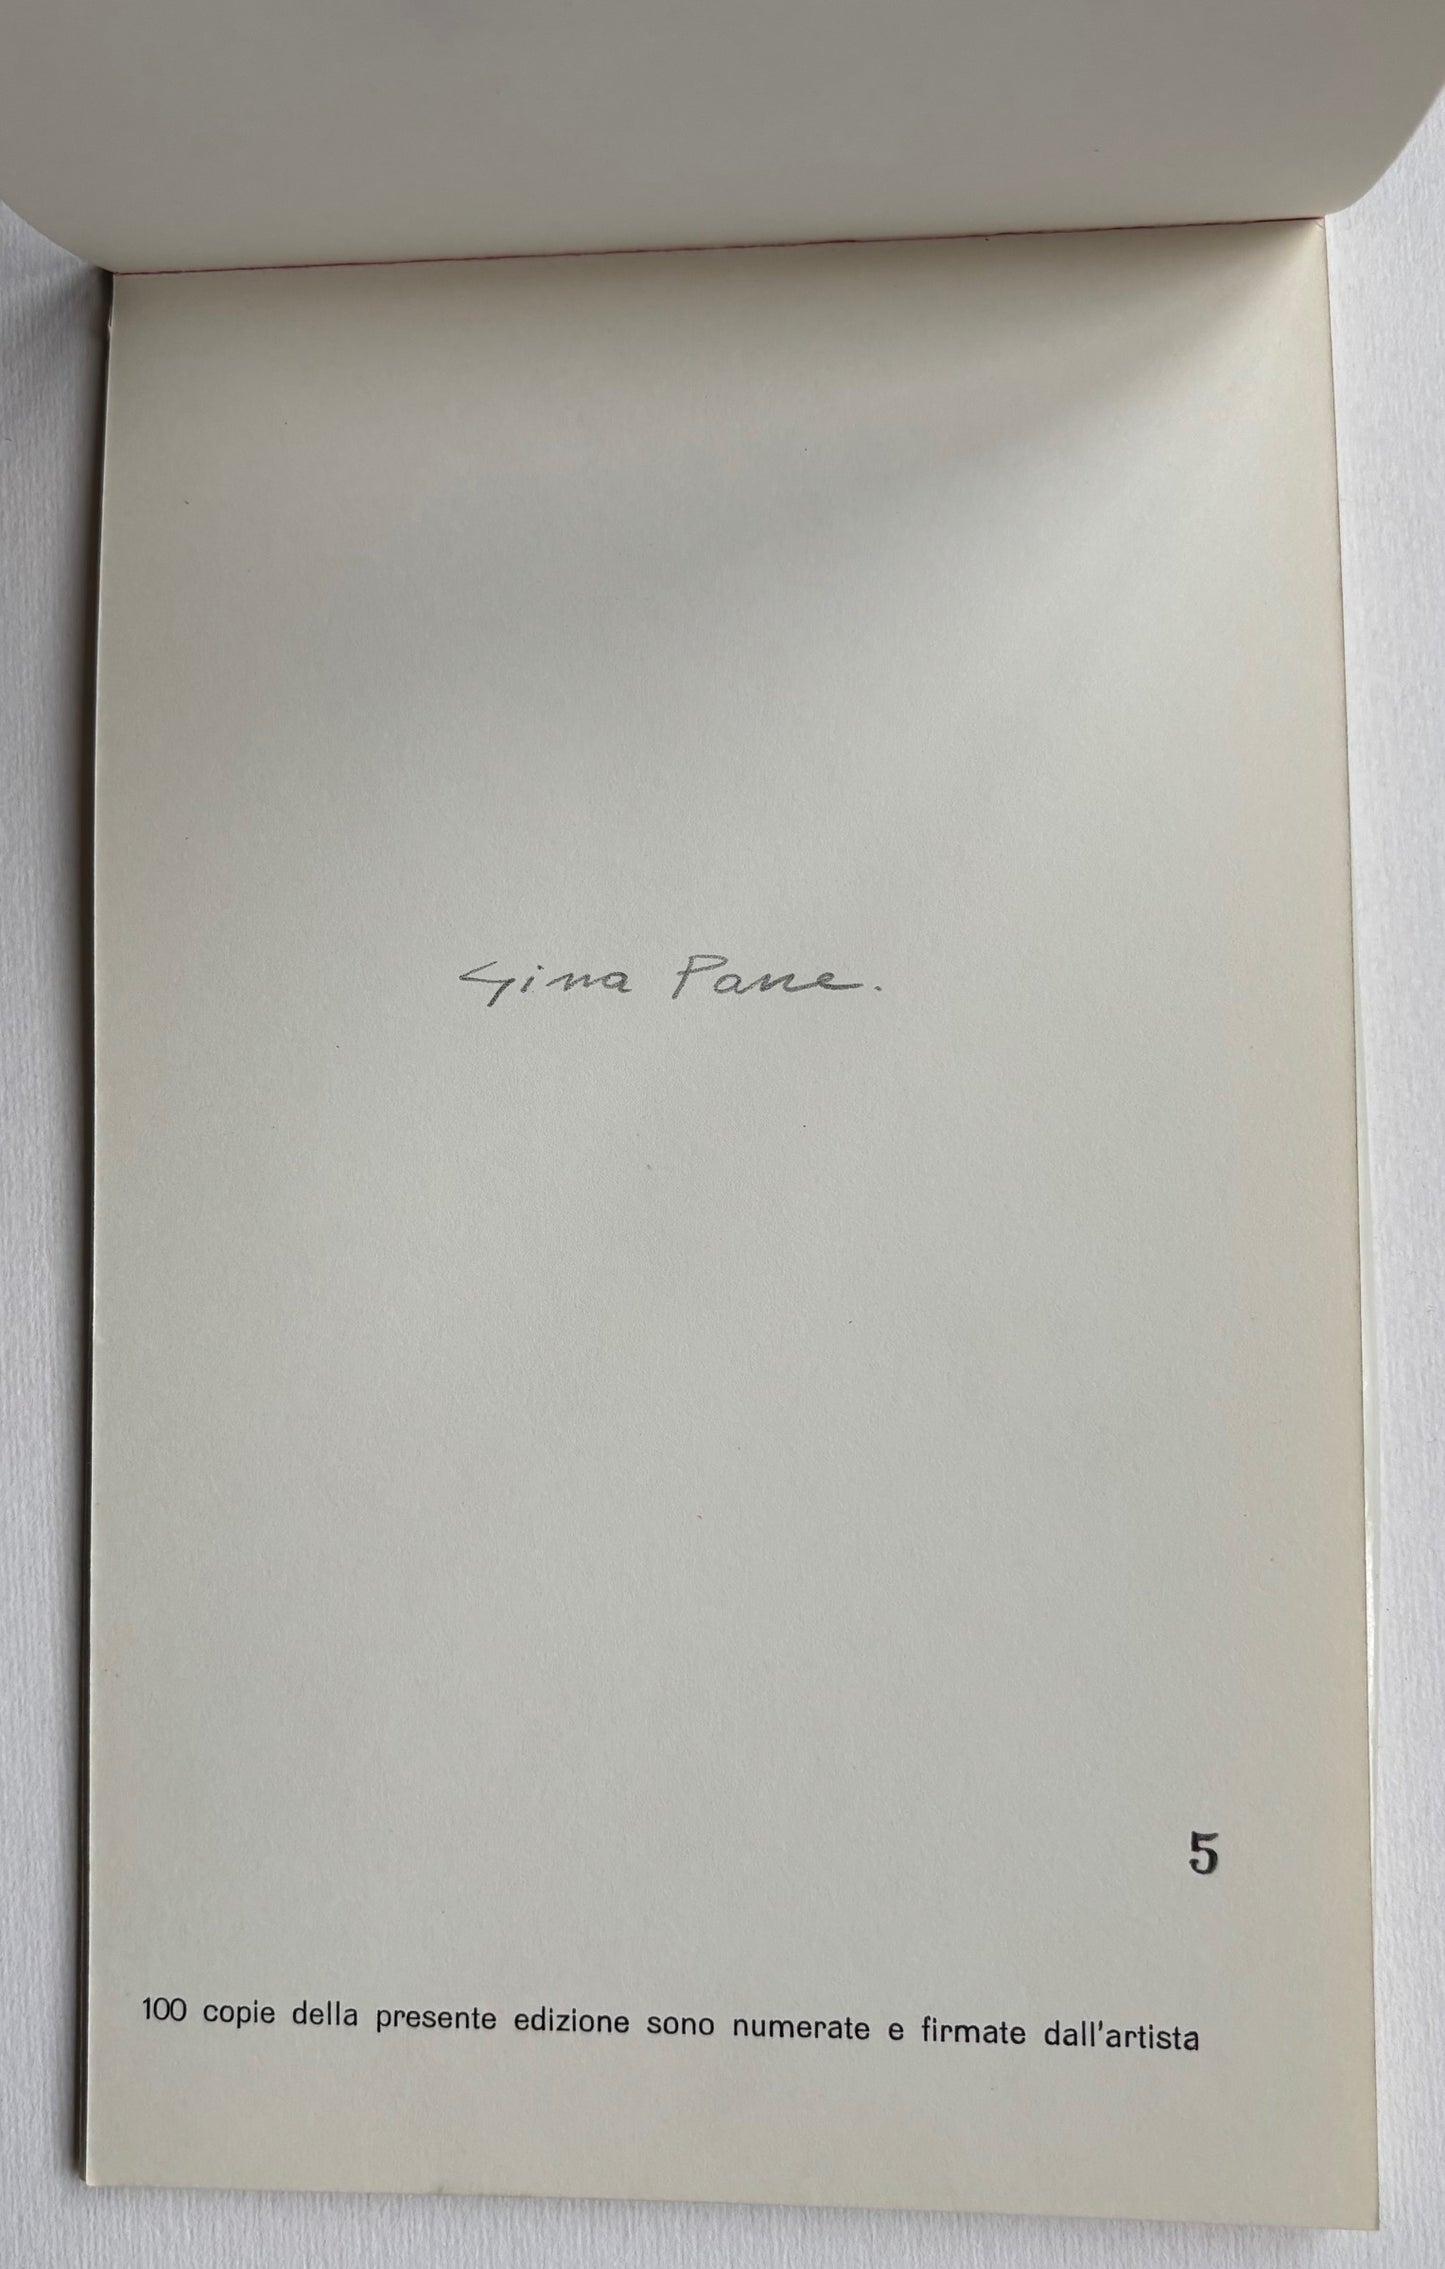 Gina Pane.
5
100 copie della presente edizione sono numerate e firmate dall'artista